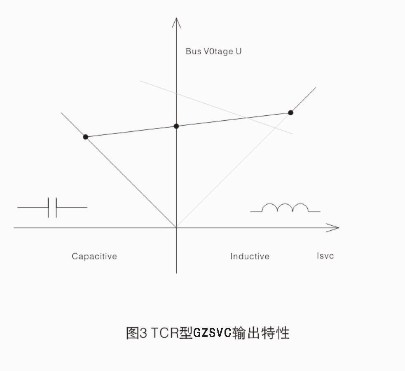 Bus V0tage U
Capacitive
Inductive
Isvc
图3 TCR型GZSVC输出特性